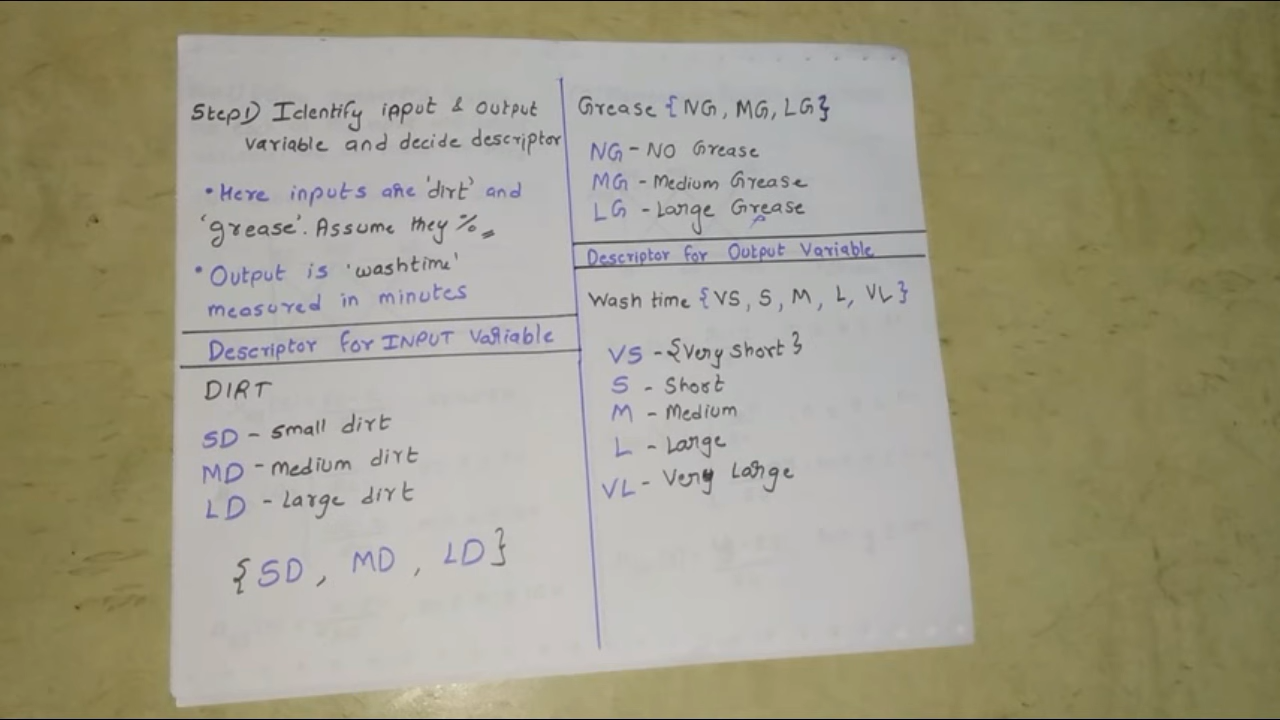 Step1) Identify input & output
variable and decide descriptor
• Here inputs are 'dirt' and
'grease'. Assume they %
• Output is 'washtime'
measured in minutes
Descriptor for INPUT Variable
DIRT
SD - small dirt
MD - medium dirt
LD - large dirt
{SD, MD, LD}
Grease {NG, MG, LG}
NG - NO Grease
MG - Medium Grease
LG - Large Grease
Descriptor for Output Variable
Wash time {VS, S, M, L, VL}
VS - {Very short}
S - Short
M - Medium
L - Large
VL - Very Large